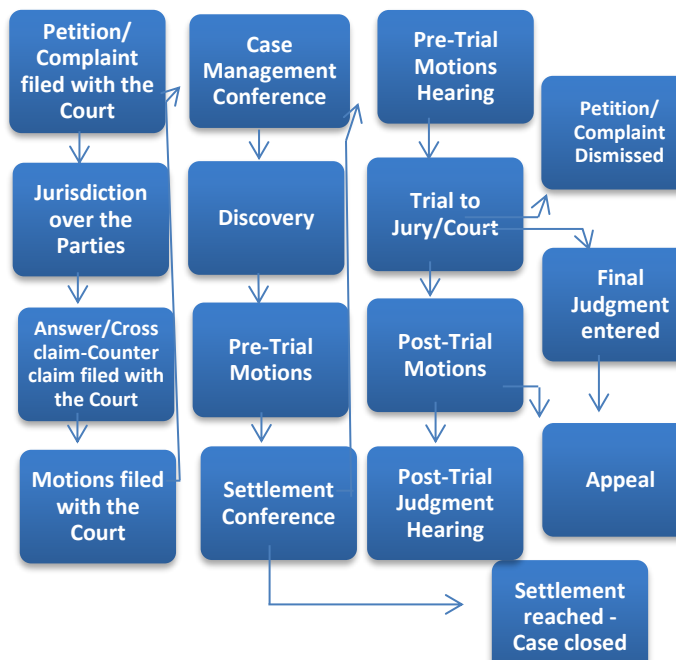 Petition/
Complaint
filed with the
Court
Jurisdiction
over the
Parties
Answer/Cross
claim-Counter
claim filed with
the Court
Motions filed
with the
Court
Case
Management
Conference
Discovery
Pre-Trial
Motions
Settlement
Conference
Pre-Trial
Motions
Hearing
Trial to
Jury/Court
Post-Trial
Motions
Post-Trial
Judgment
Hearing
Petition/
Complaint
Dismissed
Final
Judgment
entered
Appeal
Settlement
reached -
Case closed